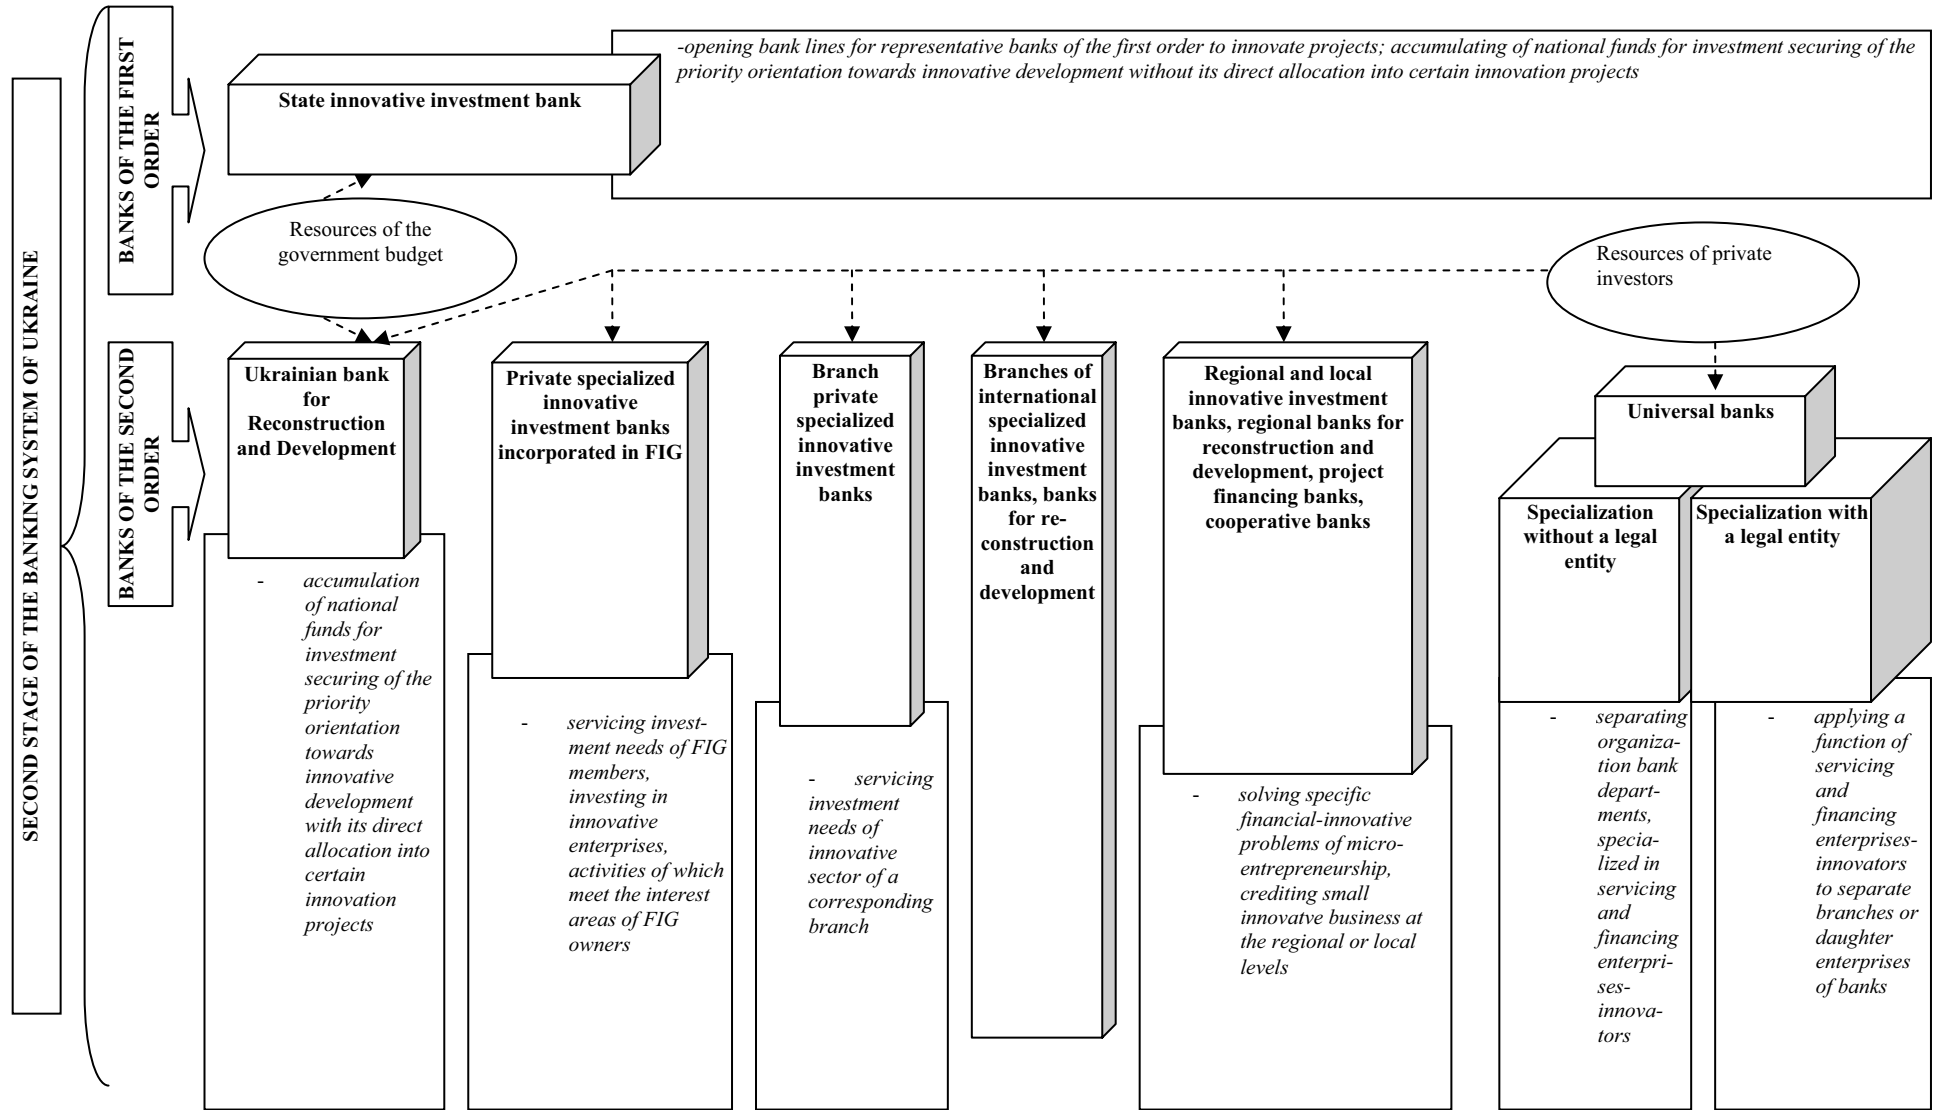 SECOND STAGE OF THE BANKING SYSTEM OF UKRAINE
BANKS OF THE FIRST
ORDER
State innovative investment bank
-opening bank lines for representative banks of the first order to innovate projects; accumulating of national funds for investment securing of the
priority orientation towards innovative development without its direct allocation into certain innovation projects
Resources of the
government budget
Resources of private
investors
BANKS OF THE SECOND
ORDER
Ukrainian bank
for
Reconstruction
and Development
- accumulation
of national
funds for
investment
securing of the
priority
orientation
towards
innovative
development
with its direct
allocation into
certain
innovation
projects
Private specialized
innovative
investment banks
incorporated in FIG
- servicing invest-
ment needs of FIG
members,
investing in
innovative
enterprises,
activities of which
meet the interest
areas of FIG
owners
Branch
private
specialized
innovative
investment
banks
- servicing
investment
needs of
innovative
sector of a
corresponding
branch
Branches of
international
specialized
innovative
investment
banks, banks
for re-
construction
and
development
Regional and local
innovative investment
banks, regional banks for
reconstruction and
development, project
financing banks,
cooperative banks
- solving specific
financial-innovative
problems of micro-
entrepreneurship,
crediting small
innovatve business at
the regional or local
levels
Universal banks
Specialization
without a legal
entity
- separating
organiza-
tion bank
depart-
ments,
specia-
lized in
servicing
and
financing
enterpri-
ses-
innova-
tors
Specialization with
a legal entity
- applying a
function of
servicing
and
financing
enterprises-
innovators
to separate
branches or
daughter
enterprises
of banks